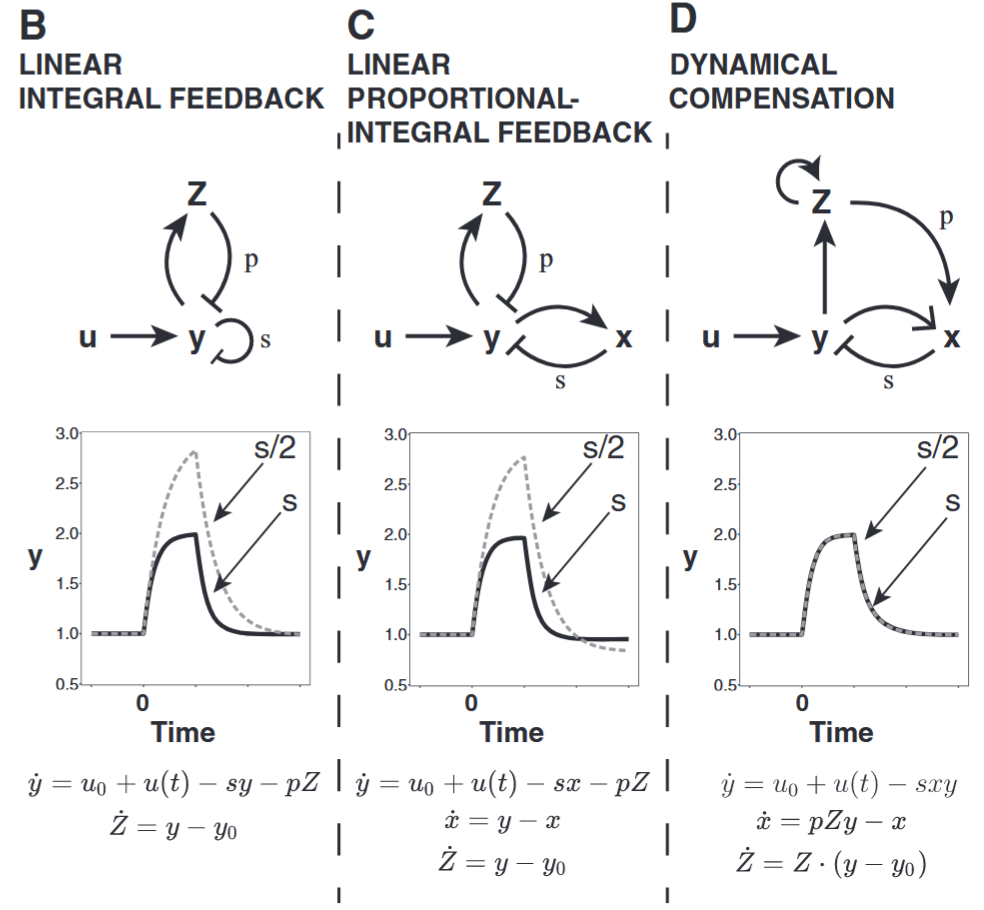 B
LINEAR
INTEGRAL FEEDBACK
Z
p
u
y
s
3.0
2.5
2.0
1.5
1.0
0.5
y
s/2
s
0
Time
ẏ = u₀ + u(t) − sy − pZ
Ż = y − y₀
C
LINEAR
PROPORTIONAL-
INTEGRAL FEEDBACK
Z
p
u
y
x
s
3.0
2.5
2.0
1.5
1.0
0.5
y
s/2
s
0
Time
ẏ = u₀ + u(t) − sx − pZ
ẋ = y − x
Ż = y − y₀
D
DYNAMICAL
COMPENSATION
Z
p
u
y
x
s
3.0
2.5
2.0
1.5
1.0
0.5
y
s/2
s
0
Time
ẏ = u₀ + u(t) − sxy
ẋ = pZy − x
Ż = Z · (y − y₀)